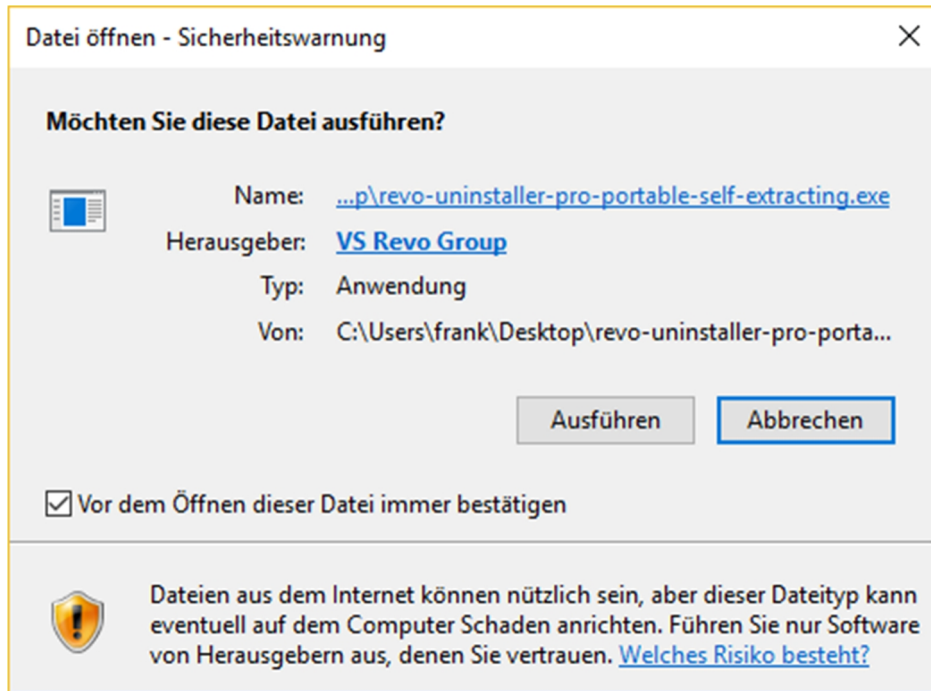 Datei öffnen - Sicherheitswarnung
Möchten Sie diese Datei ausführen?
Name: ...p\revo-uninstaller-pro-portable-self-extracting.exe
Herausgeber: VS Revo Group
Typ: Anwendung
Von: C:\Users\frank\Desktop\revo-uninstaller-pro-porta...
Ausführen Abbrechen
Vor dem Öffnen dieser Datei immer bestätigen
Dateien aus dem Internet können nützlich sein, aber dieser Dateityp kann
eventuell auf dem Computer Schaden anrichten. Führen Sie nur Software
von Herausgebern aus, denen Sie vertrauen. Welches Risiko besteht?